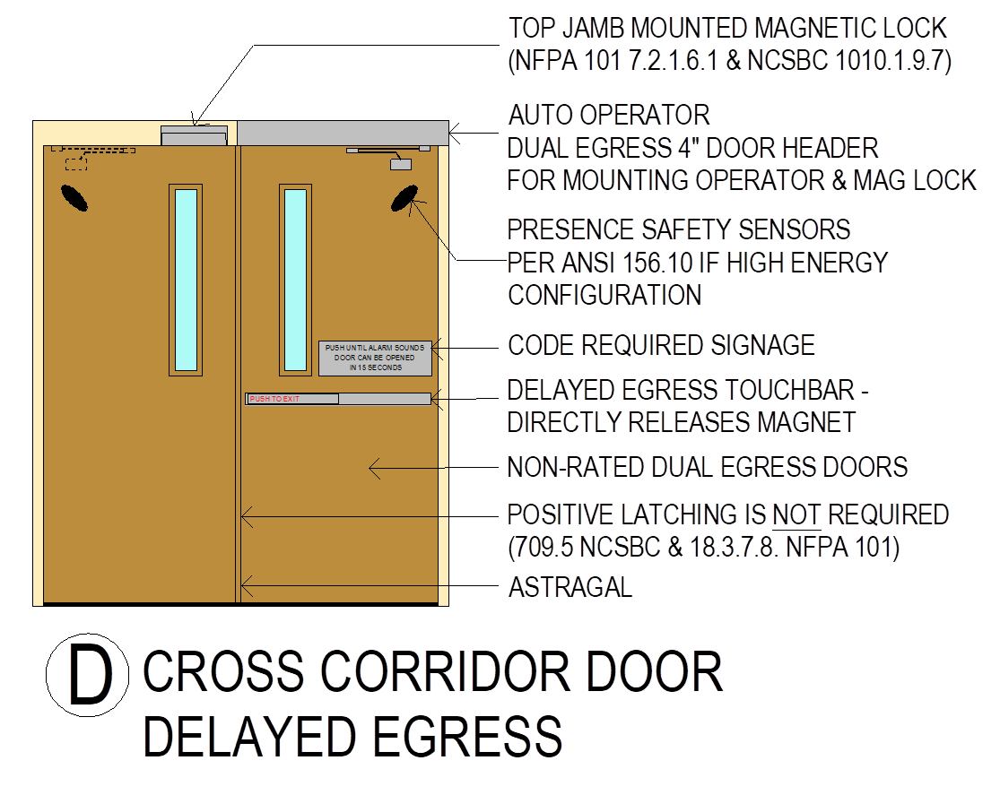 TOP JAMB MOUNTED MAGNETIC LOCK
(NFPA 101 7.2.1.6.1 & NCSBC 1010.1.9.7)
AUTO OPERATOR
DUAL EGRESS 4" DOOR HEADER
FOR MOUNTING OPERATOR & MAG LOCK
PRESENCE SAFETY SENSORS
PER ANSI 156.10 IF HIGH ENERGY
CONFIGURATION
PUSH UNTIL ALARM SOUNDS
DOOR CAN BE OPENED
IN 15 SECONDS
CODE REQUIRED SIGNAGE
PUSH TO EXIT
DELAYED EGRESS TOUCHBAR -
DIRECTLY RELEASES MAGNET
NON-RATED DUAL EGRESS DOORS
POSITIVE LATCHING IS NOT REQUIRED
(709.5 NCSBC & 18.3.7.8. NFPA 101)
ASTRAGAL
D CROSS CORRIDOR DOOR
DELAYED EGRESS